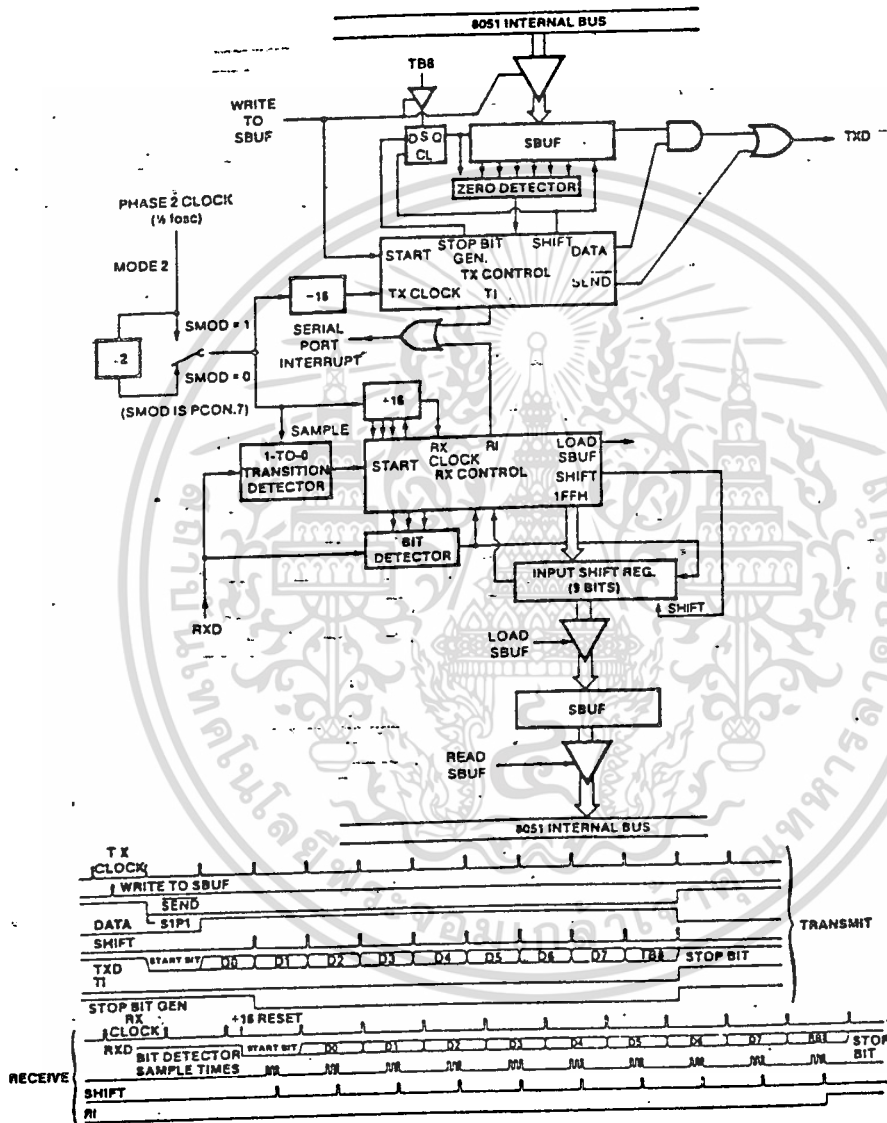 8051 INTERNAL BUS
TB8
WRITE
TO
SBUF
D S Q
CL
SBUF
TXD
ZERO DETECTOR
PHASE 2 CLOCK
(½ fosc)
MODE 2
STOP BIT
GEN.
SHIFT
START
DATA
TX CONTROL
TX CLOCK
TI
SEND
÷16
SMOD = 1
SERIAL
PORT
INTERRUPT
÷2
SMOD = 0
(SMOD IS PCON.7)
÷16
SAMPLE
1-TO-0
TRANSITION
DETECTOR
START
RX
CLOCK
RI
RX CONTROL
LOAD
SBUF
SHIFT
1FFH
BIT
DETECTOR
INPUT SHIFT REG.
(9 BITS)
SHIFT
RXD
LOAD
SBUF
SBUF
READ
SBUF
8051 INTERNAL BUS
TX
CLOCK
WRITE TO SBUF
SEND
DATA
S1P1
SHIFT
TRANSMIT
TXD START BIT D0 D1 D2 D3 D4 D5 D6 D7 TB8 STOP BIT
TI
STOP BIT GEN
RX
CLOCK
÷16 RESET
RXD START BIT D0 D1 D2 D3 D4 D5 D6 D7 RB8 STOP
BIT
BIT DETECTOR
SAMPLE TIMES
RECEIVE
SHIFT
RI